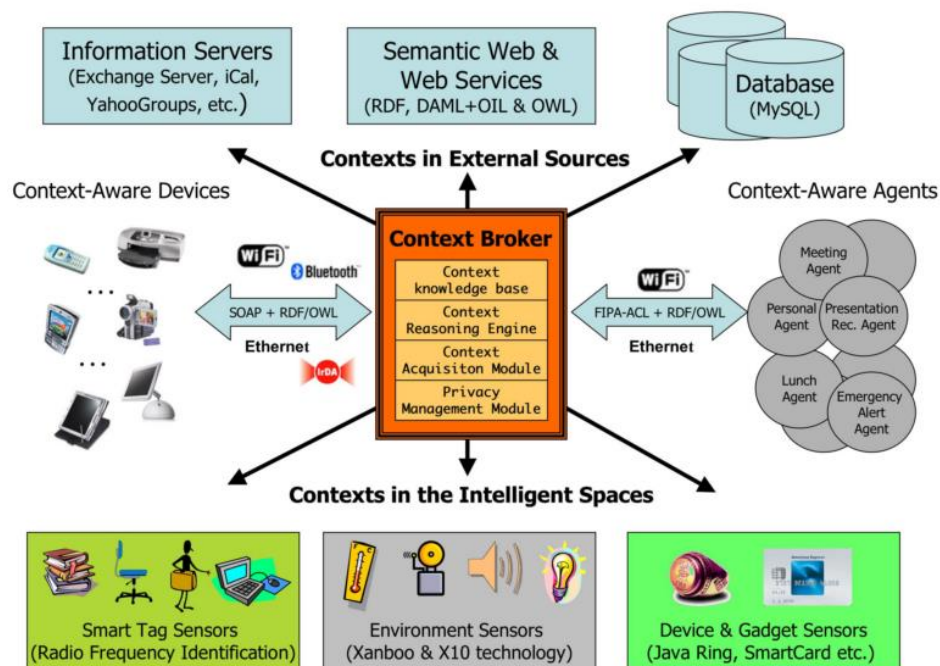 Information Servers
(Exchange Server, iCal,
YahooGroups, etc.)
Semantic Web &
Web Services
(RDF, DAML+OIL & OWL)
Database
(MySQL)
Contexts in External Sources
Context-Aware Devices
Context-Aware Agents
WiFi™
Bluetooth™
SOAP + RDF/OWL
Ethernet
IrDA
Context Broker
Context
knowledge base
Context
Reasoning Engine
Context
Acquisiton Module
Privacy
Management Module
WiFi™
FIPA-ACL + RDF/OWL
Ethernet
Meeting
Agent
Personal
Agent
Presentation
Rec. Agent
Lunch
Agent
Emergency
Alert
Agent
...
...
Contexts in the Intelligent Spaces
Smart Tag Sensors
(Radio Frequency Identification)
Environment Sensors
(Xanboo & X10 technology)
Device & Gadget Sensors
(Java Ring, SmartCard etc.)